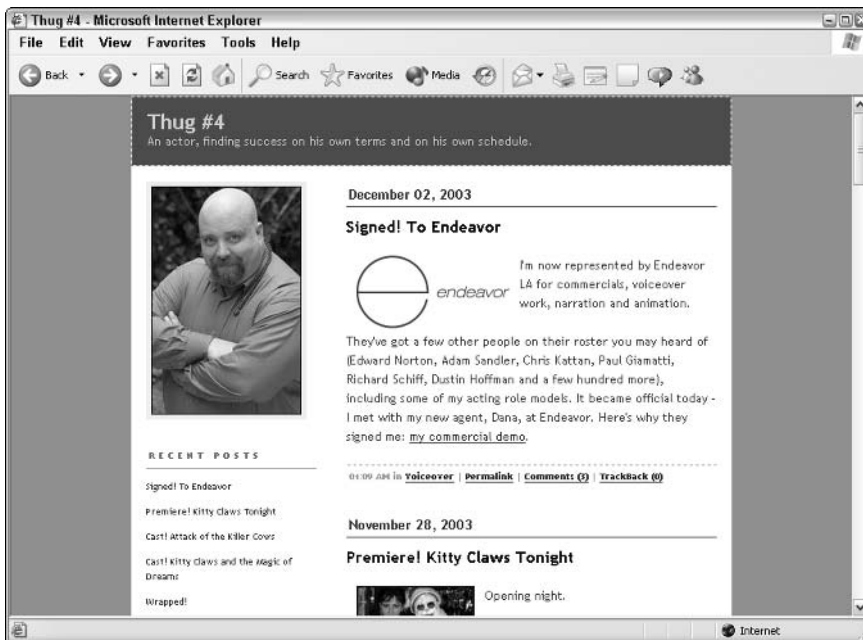 Thug #4 - Microsoft Internet Explorer
File Edit View Favorites Tools Help
Back Search Favorites Media
Thug #4
An actor, finding success on his own terms and on his own schedule.
December 02, 2003
Signed! To Endeavor
endeavor
I'm now represented by Endeavor
LA for commercials, voiceover
work, narration and animation.
They've got a few other people on their roster you may heard of
(Edward Norton, Adam Sandler, Chris Kattan, Paul Giamatti,
Richard Schiff, Dustin Hoffman and a few hundred more),
including some of my acting role models. It became official today -
I met with my new agent, Dana, at Endeavor. Here's why they
signed me: my commercial demo.
01:09 AM in Voiceover | Permalink | Comments (3) | TrackBack (0)
November 28, 2003
Premiere! Kitty Claws Tonight
Opening night.
RECENT POSTS
Signed! To Endeavor
Premiere! Kitty Claws Tonight
Cast! Attack of the Killer Cows
Cast! Kitty Claws and the Magic of
Dreams
Wrapped!
Internet